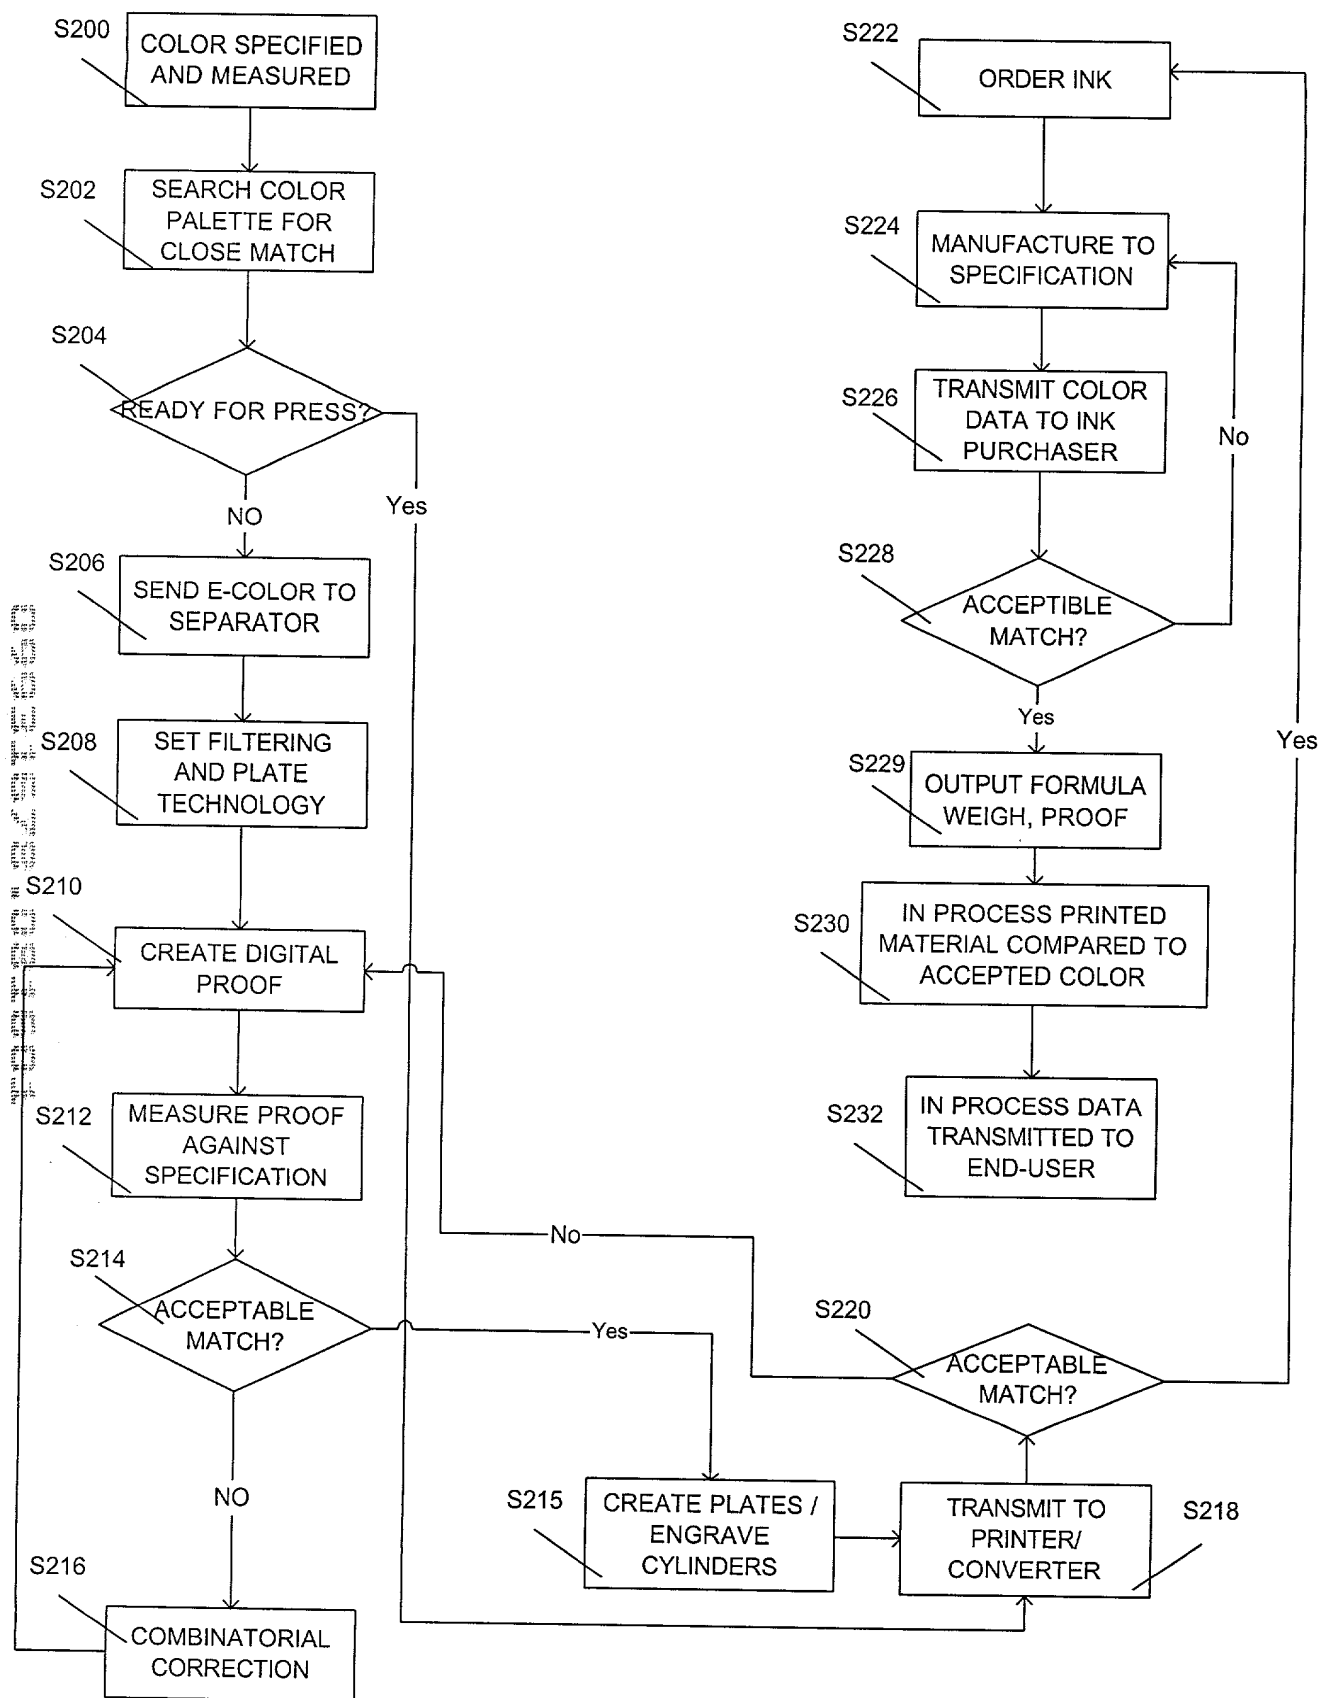 S200
COLOR SPECIFIED
AND MEASURED
S202
SEARCH COLOR
PALETTE FOR
CLOSE MATCH
S204
READY FOR PRESS?
Yes
NO
S206
SEND E-COLOR TO
SEPARATOR
S208
SET FILTERING
AND PLATE
TECHNOLOGY
S210
CREATE DIGITAL
PROOF
S212
MEASURE PROOF
AGAINST
SPECIFICATION
S214
ACCEPTABLE
MATCH?
Yes
NO
S216
COMBINATORIAL
CORRECTION
S215
CREATE PLATES /
ENGRAVE
CYLINDERS
S218
TRANSMIT TO
PRINTER/
CONVERTER
S220
ACCEPTABLE
MATCH?
No
Yes
S222
ORDER INK
S224
MANUFACTURE TO
SPECIFICATION
S226
TRANSMIT COLOR
DATA TO INK
PURCHASER
No
S228
ACCEPTIBLE
MATCH?
Yes
S229
OUTPUT FORMULA
WEIGH, PROOF
S230
IN PROCESS PRINTED
MATERIAL COMPARED TO
ACCEPTED COLOR
S232
IN PROCESS DATA
TRANSMITTED TO
END-USER